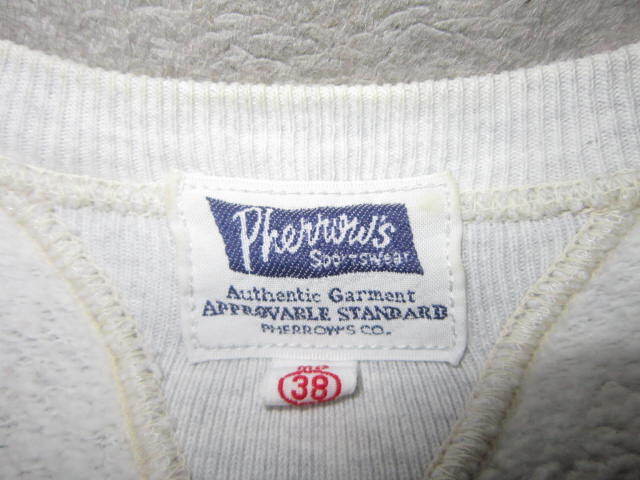 Pherrow's
Sportswear
Authentic Garment
APPROVABLE STANDARD
PHERROW'S CO.
38